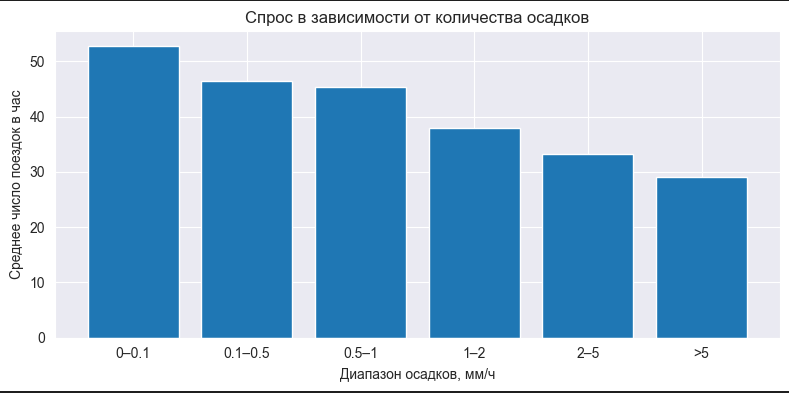 Спрос в зависимости от количества осадков
Среднее число поездок в час
50
40
30
20
10
0
0–0.1 0.1–0.5 0.5–1 1–2 2–5 >5
Диапазон осадков, мм/ч